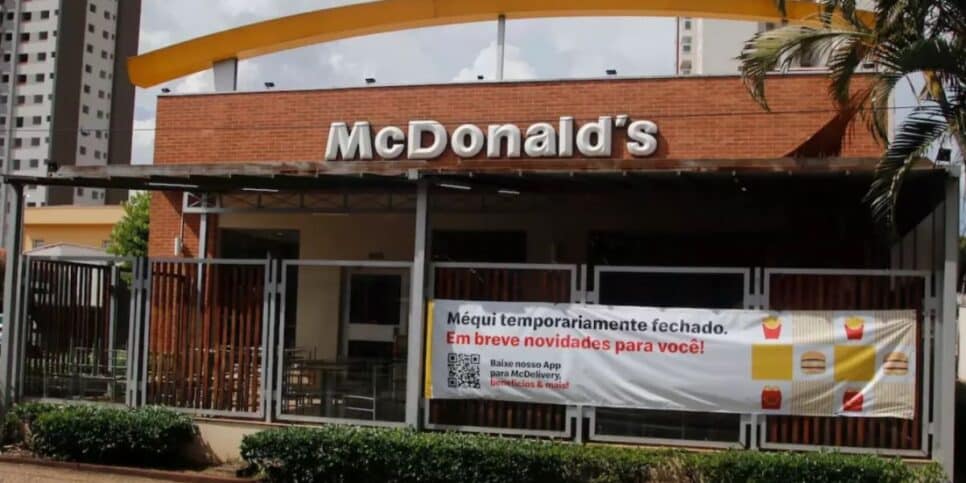 McDonald's
Méqui temporariamente fechado.
Em breve novidades para você!
Baixe nosso App
para McDelivery,
benefícios & mais!